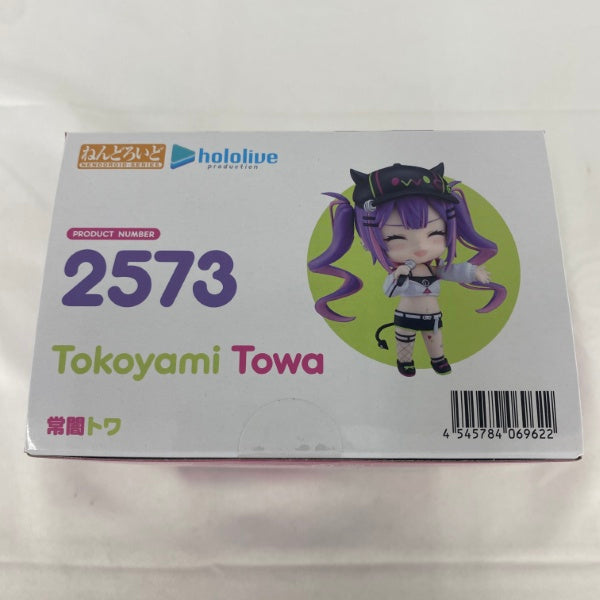 ねんどろいど
NENDOROID SERIES
hololive
production
PRODUCT NUMBER
2573
Tokoyami Towa
常闇トワ
4 545784 069622